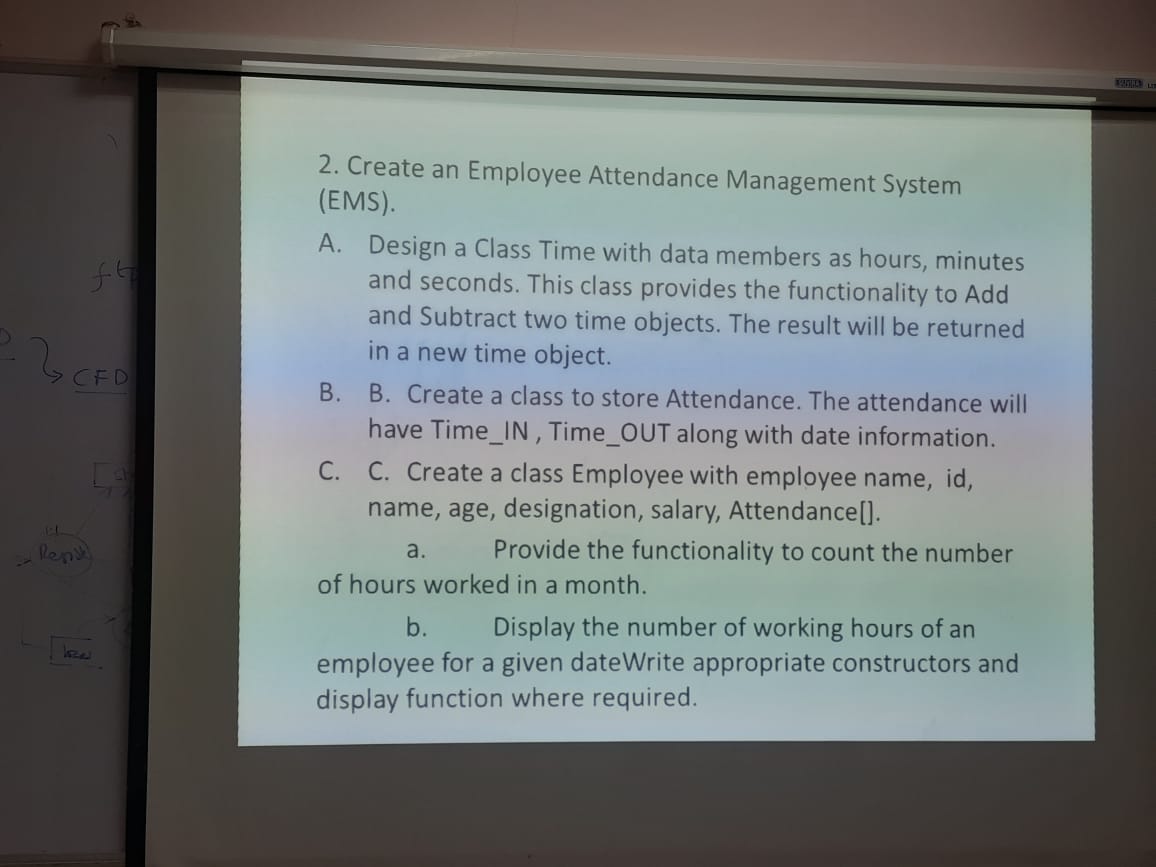 2. Create an Employee Attendance Management System
(EMS).
A. Design a Class Time with data members as hours, minutes
and seconds. This class provides the functionality to Add
and Subtract two time objects. The result will be returned
in a new time object.
B. B. Create a class to store Attendance. The attendance will
have Time_IN , Time_OUT along with date information.
C. C. Create a class Employee with employee name, id,
name, age, designation, salary, Attendance[].
a. Provide the functionality to count the number
of hours worked in a month.
b. Display the number of working hours of an
employee for a given dateWrite appropriate constructors and
display function where required.
CFD